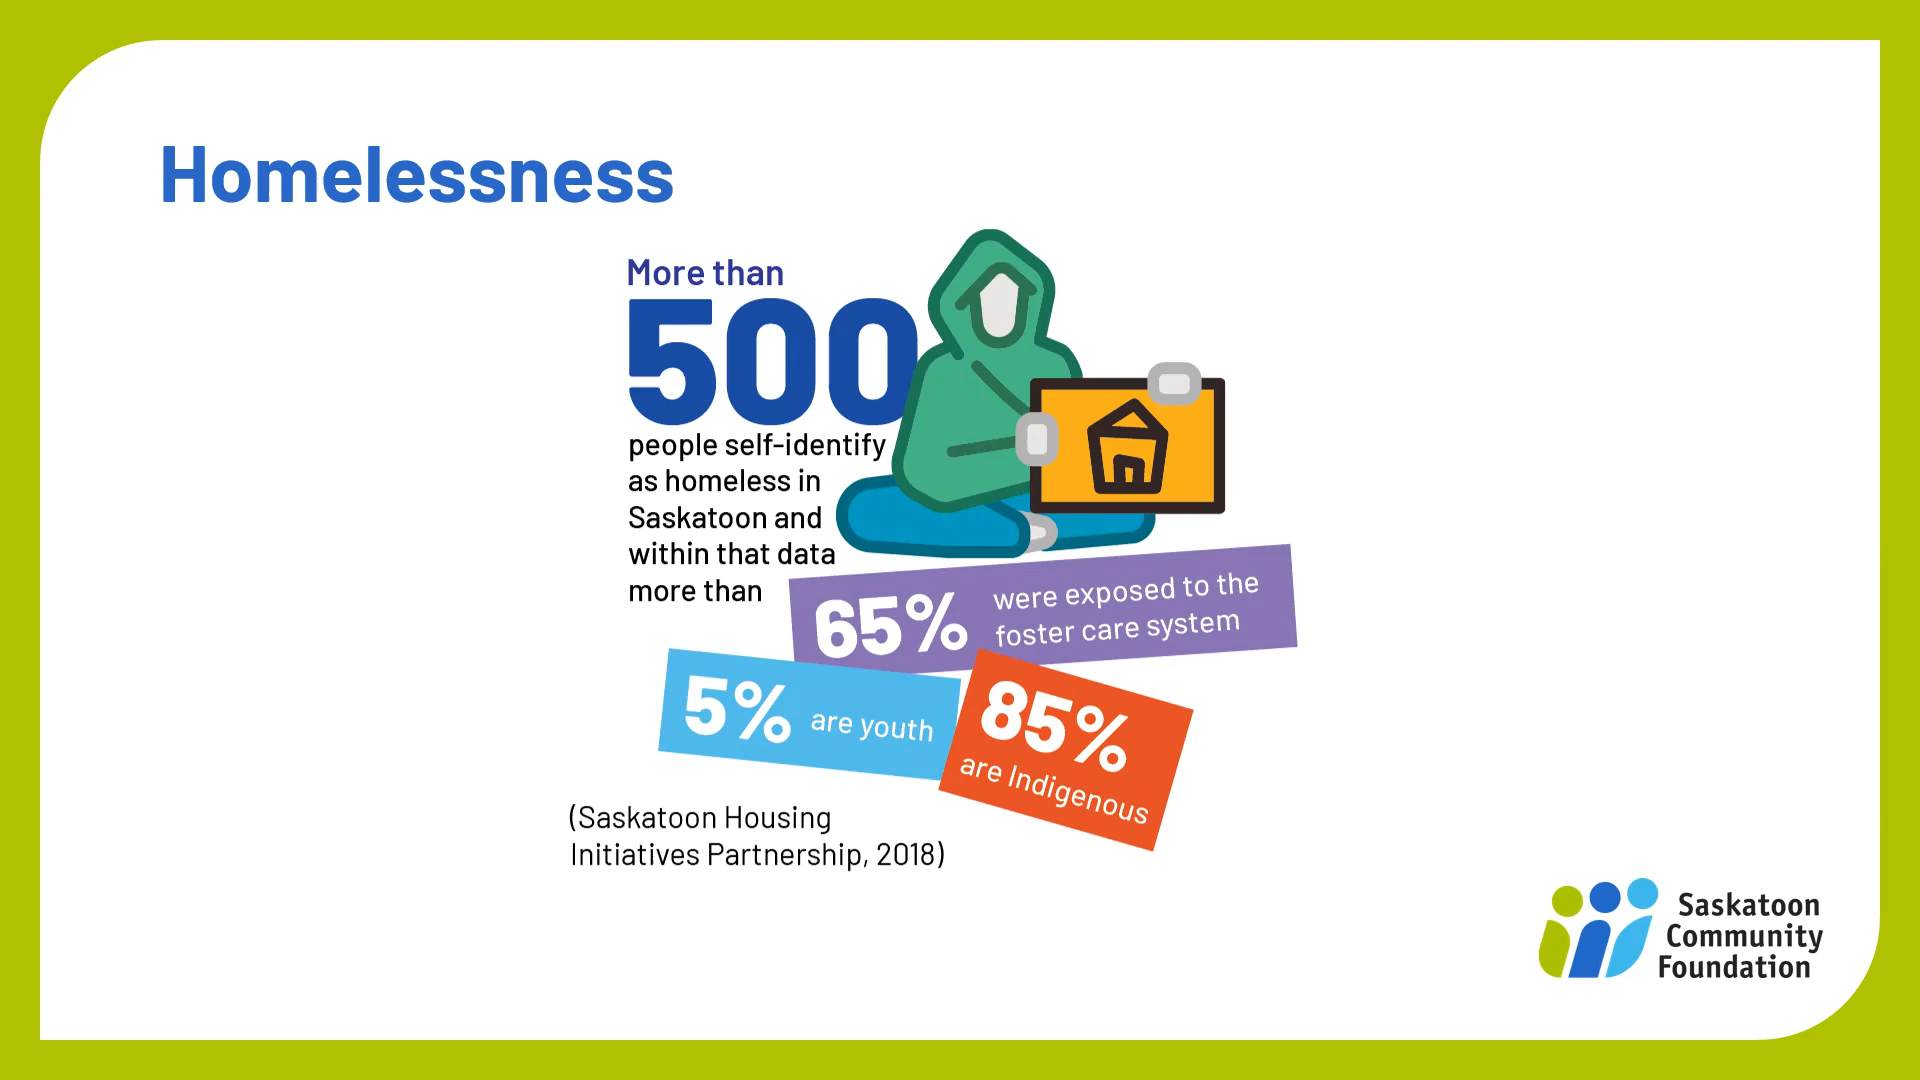 Homelessness
More than
500
people self-identify
as homeless in
Saskatoon and
within that data
more than
65% were exposed to the
foster care system
5% are youth
85%
are Indigenous
(Saskatoon Housing
Initiatives Partnership, 2018)
Saskatoon
Community
Foundation